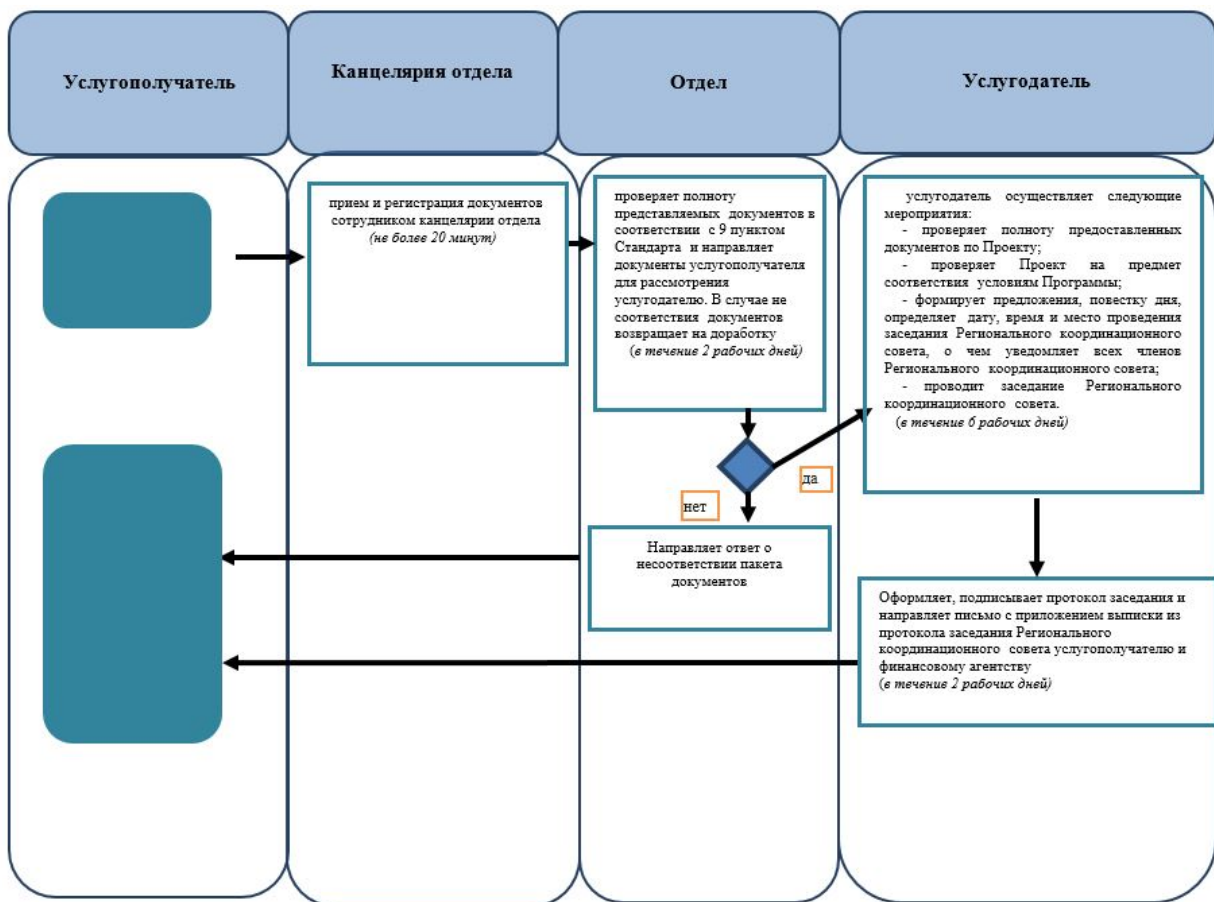 Услугополучатель
Канцелярия отдела
Отдел
Услугодатель
прием и регистрация документов
сотрудником канцелярии отдела
(не более 20 минут)
проверяет полноту
представляемых документов в
соответствии с 9 пунктом
Стандарта и направляет
документы услугополучателя
для рассмотрения
услугодателю. В случае не
соответствия документов
возвращает на доработку
(в течение 2 рабочих дней)
услугодатель осуществляет следующие
мероприятия:
- проверяет полноту предоставленных
документов по Проекту;
- проверяет Проект на предмет
соответствия условиям Программы;
- формирует предложения, повестку дня,
определяет дату, время и место проведения
заседания Регионального координационного
совета, о чем уведомляет всех членов
Регионального координационного совета;
- проводит заседание Регионального
координационного совета.
(в течение 6 рабочих дней)
да
нет
Направляет ответ о
несоответствии пакета
документов
Оформляет, подписывает протокол заседания и
направляет письмо с приложением выписки из
протокола заседания Регионального
координационного совета услугополучателю и
финансовому агентству
(в течение 2 рабочих дней)